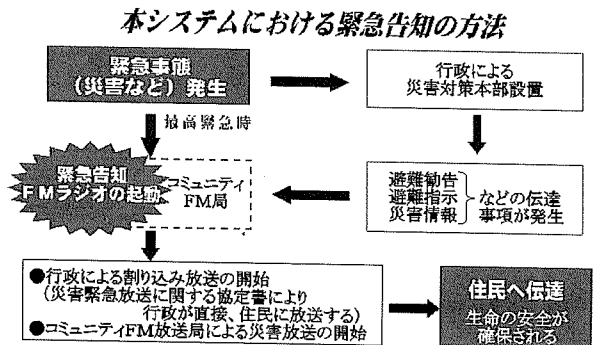 本システムにおける緊急告知の方法
緊急事態
（災害など）発生
行政による
災害対策本部設置
最高緊急時
緊急告知
FMラジオの起動
コミュニティ
FM局
避難勧告
避難指示
災害情報
などの伝達
事項が発生
●行政による割り込み放送の開始
（災害緊急放送に関する協定書により
行政が直接、住民に放送する）
●コミュニティFM放送局による災害放送の開始
住民へ伝達
生命の安全が
確保される